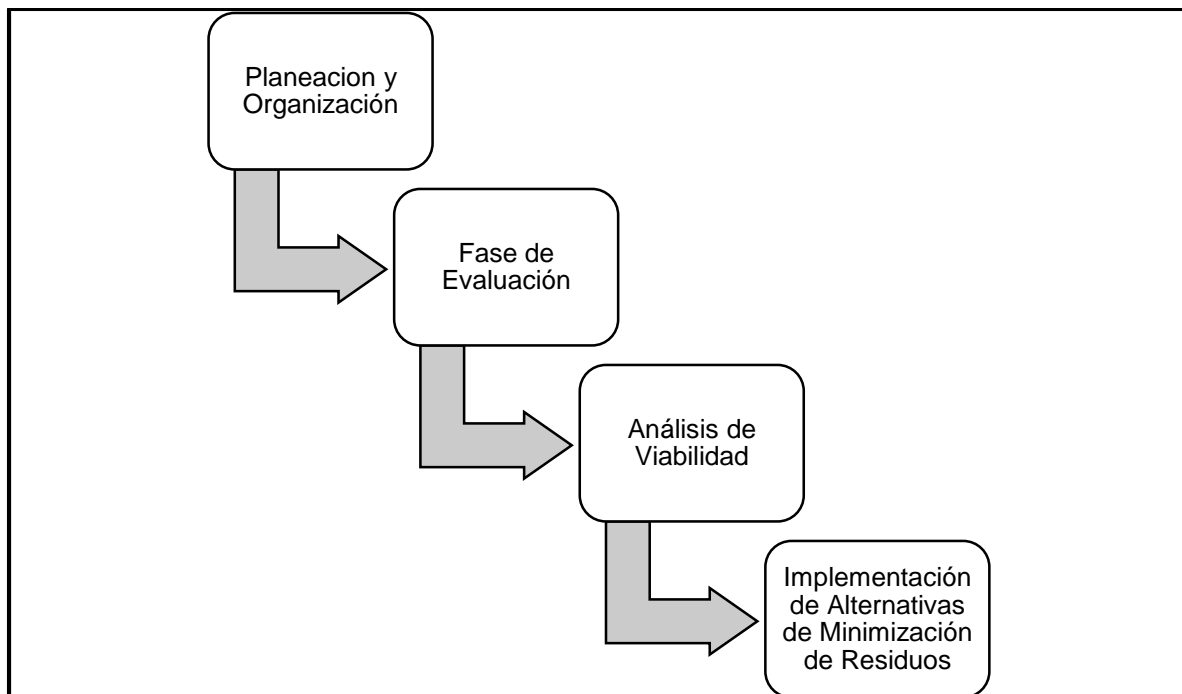 Planeacion y
Organización
Fase de
Evaluación
Análisis de
Viabilidad
Implementación
de Alternativas
de Minimización
de Residuos